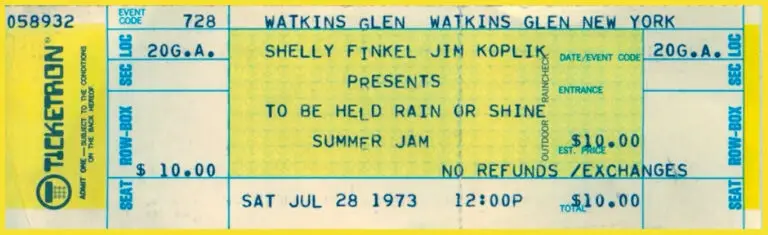 058932
TICKETRON®
ADMIT ONE—SUBJECT TO THE CONDITIONS
ON THE BACK HEREOF
EVENT
CODE
728
WATKINS GLEN WATKINS GLEN NEW YORK
SEC LOC
20G.A.
SHELLY FINKEL JIM KOPLIK
DATE/EVENT CODE
20G.A.
SEC LOC
PRESENTS
ENTRANCE
OUTDOOR RAINCHECK
ROW-BOX
TO BE HELD RAIN OR SHINE
ROW-BOX
SUMMER JAM
$10.00
EST. PRICE
$ 10.00
NO REFUNDS /EXCHANGES
SEAT
SAT JUL 28 1973 12:00P
$10.00
TOTAL
SEAT